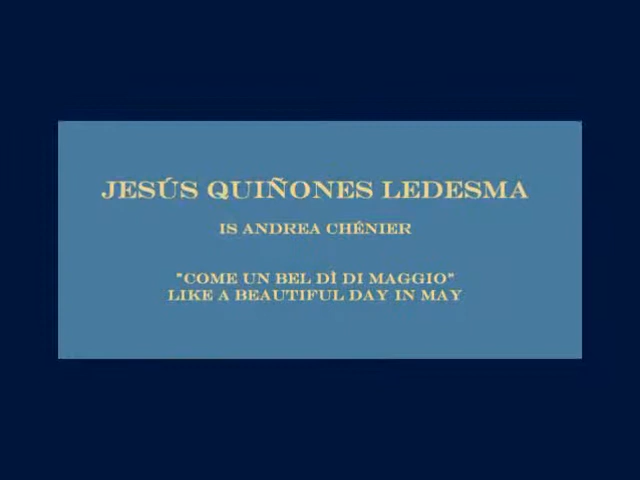 JESÚS QUIÑONES LEDESMA
IS ANDREA CHÉNIER
"COME UN BEL DÌ DI MAGGIO"
LIKE A BEAUTIFUL DAY IN MAY